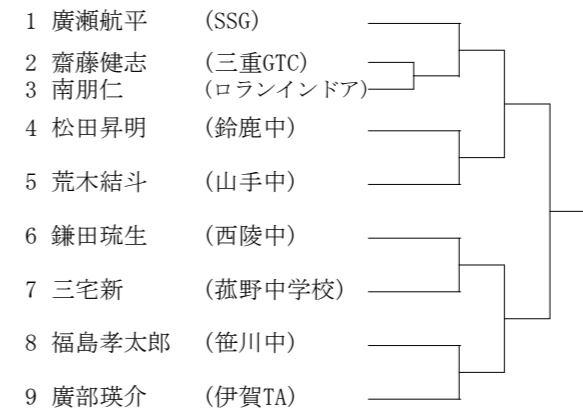 1 廣瀬航平 (SSG)
2 齋藤健志 (三重GTC)
3 南朋仁 (ロランインドア)
4 松田昇明 (鈴鹿中)
5 荒木結斗 (山手中)
6 鎌田琉生 (西陵中)
7 三宅新 (菰野中学校)
8 福島孝太郎 (笹川中)
9 廣部瑛介 (伊賀TA)